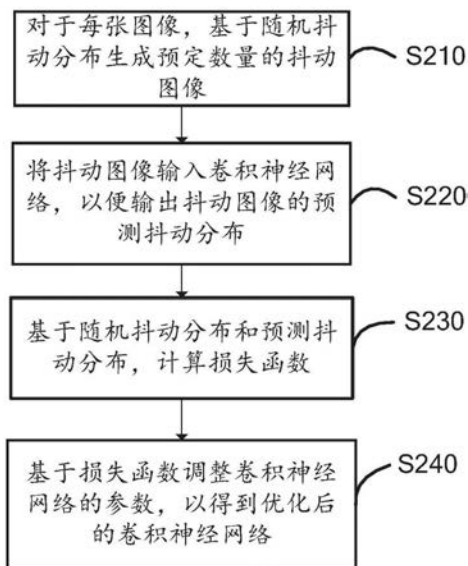 对于每张图像，基于随机抖
动分布生成预定数量的抖动
图像
S210
将抖动图像输入卷积神经网
络，以便输出抖动图像的预
测抖动分布
S220
基于随机抖动分布和预测抖
动分布，计算损失函数
S230
基于损失函数调整卷积神经
网络的参数，以得到优化后
的卷积神经网络
S240